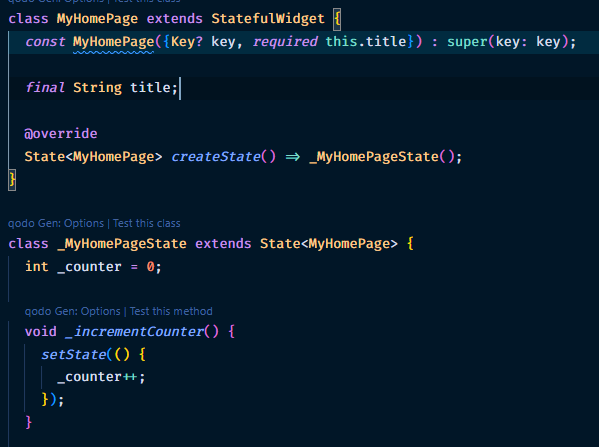 qodo Gen: Options | Test this class
class MyHomePage extends StatefulWidget {
const MyHomePage({Key? key, required this.title}) : super(key: key);
final String title;
@override
State<MyHomePage> createState() => _MyHomePageState();
}
qodo Gen: Options | Test this class
class _MyHomePageState extends State<MyHomePage> {
int _counter = 0;
qodo Gen: Options | Test this method
void _incrementCounter() {
setState(() {
_counter++;
});
}